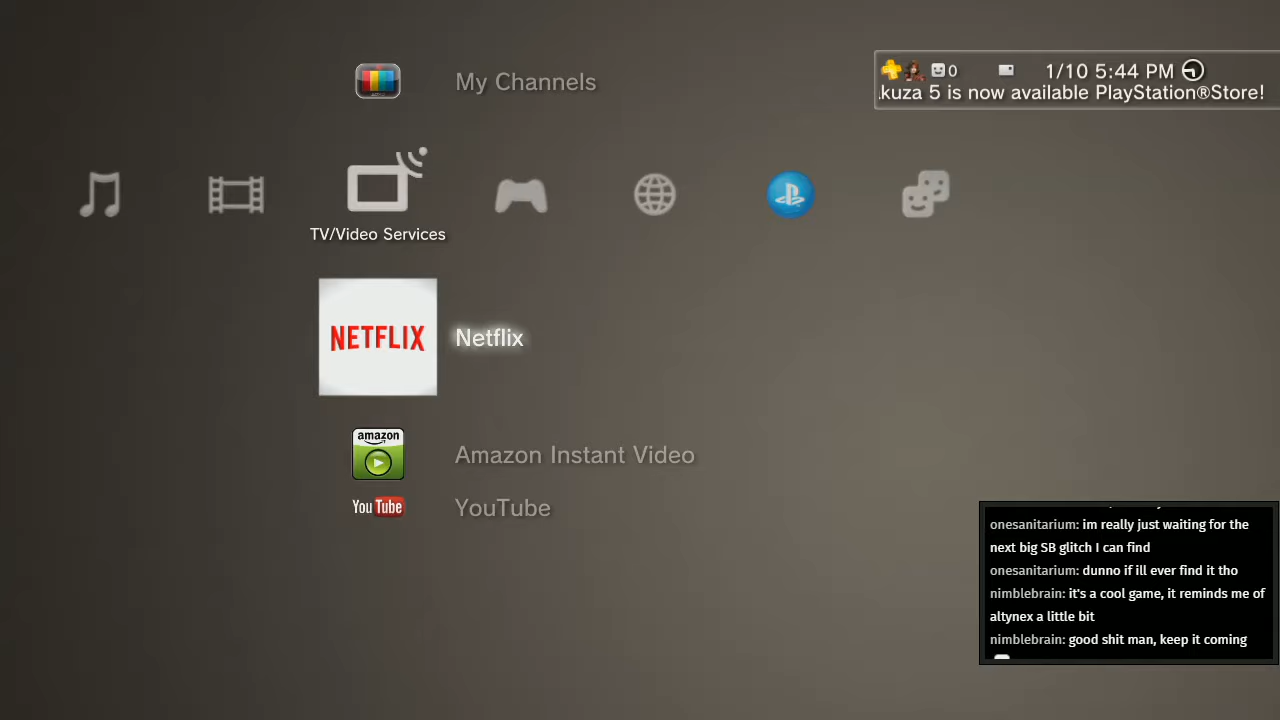 My Channels
0
1/10 5:44 PM
kuza 5 is now available PlayStation®Store!
TV/Video Services
NETFLIX
Netflix
amazon
Amazon Instant Video
YouTube
YouTube
onesanitarium: im really just waiting for the
next big SB glitch I can find
onesanitarium: dunno if ill ever find it tho
nimblebrain: it's a cool game, it reminds me of
altynex a little bit
nimblebrain: good shit man, keep it coming